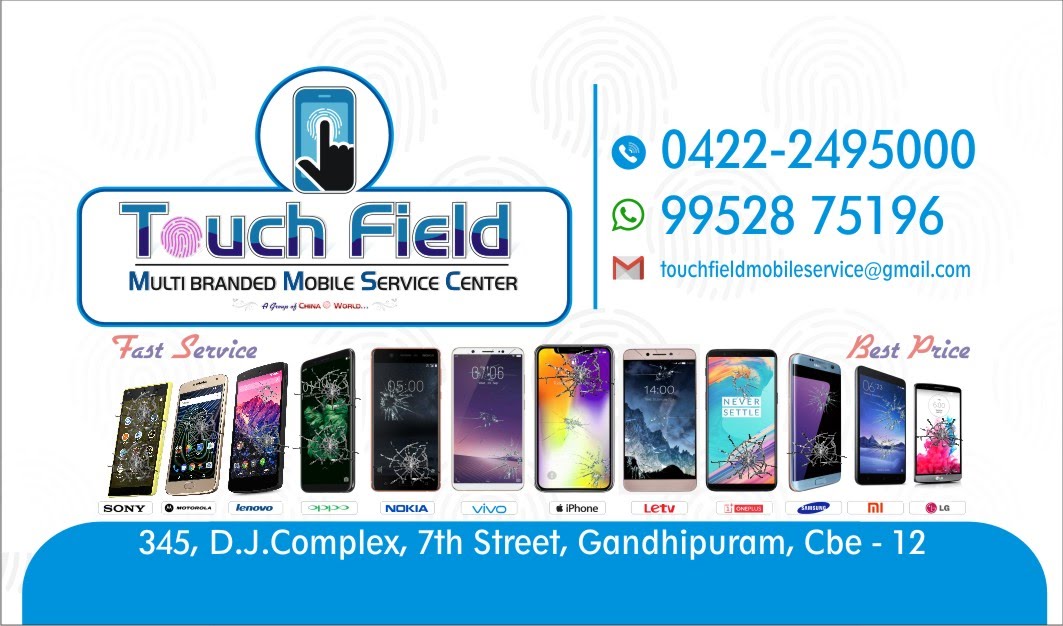 Touch Field
MULTI BRANDED MOBILE SERVICE CENTER
A Group of CHINA WORLD...
0422-2495000
99528 75196
touchfieldmobileservice@gmail.com
Fast Service
Best Price
05:00
07:06
14:00
NEVER
SETTLE
SONY
MOTOROLA
lenovo
oppo
NOKIA
vivo
iPhone
Letv
ONEPLUS
SAMSUNG
mi
LG
345, D.J.Complex, 7th Street, Gandhipuram, Cbe - 12